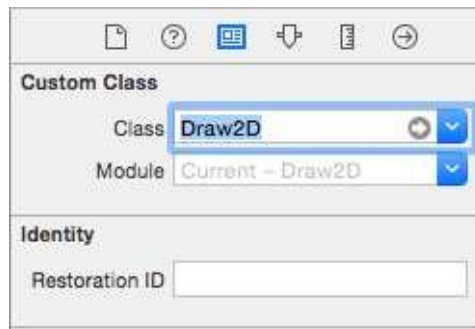 Custom Class
Class Draw2D
Module Current – Draw2D
Identity
Restoration ID